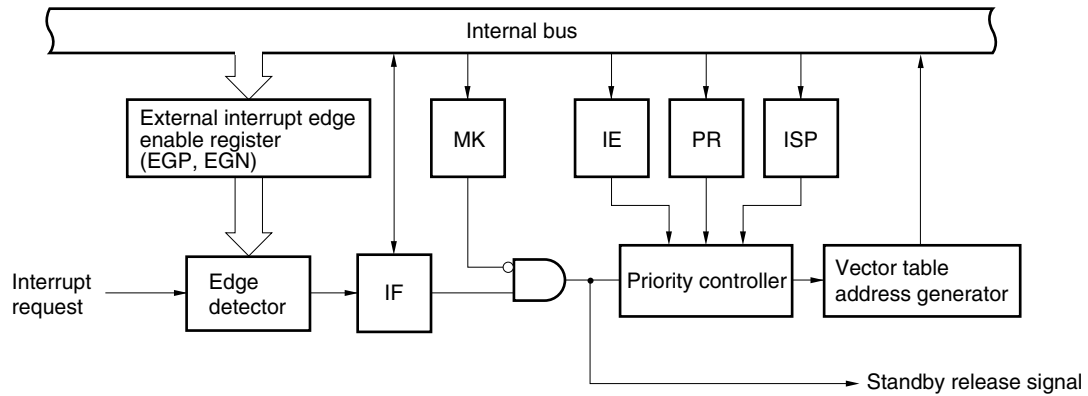 Internal bus
External interrupt edge
enable register
(EGP, EGN)
MK
IE
PR
ISP
Interrupt
request
Edge
detector
IF
Priority controller
Vector table
address generator
Standby release signal